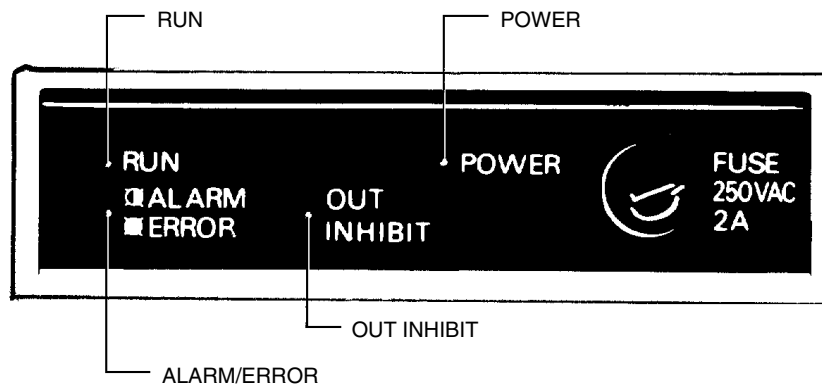 RUN
POWER
RUN
ALARM
ERROR
OUT
INHIBIT
POWER
FUSE
250VAC
2A
OUT INHIBIT
ALARM/ERROR